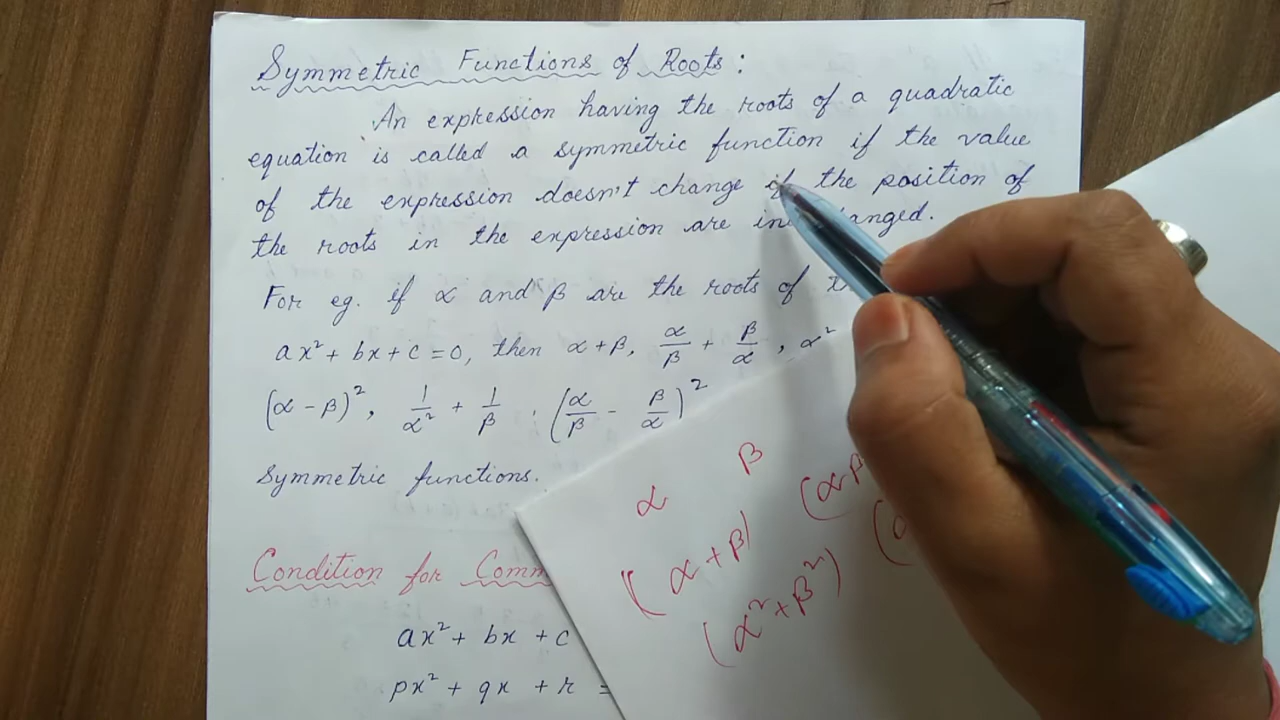 Symmetric Functions of Roots :
An expression having the roots of a quadratic
equation is called a symmetric function if the value
of the expression doesn't change if the position of
the roots in the expression are
For eg. if α and β are the roots of
ax² + bx + c = 0, then α + β, α/β + β/α , α²
(α - β)², 1/α² + 1/β ; (α/β - β/α)²
Symmetric functions.
Condition for
ax² + bx + c
px² + qx + r =
α β (αβ
(α + β)
(α² + β²)